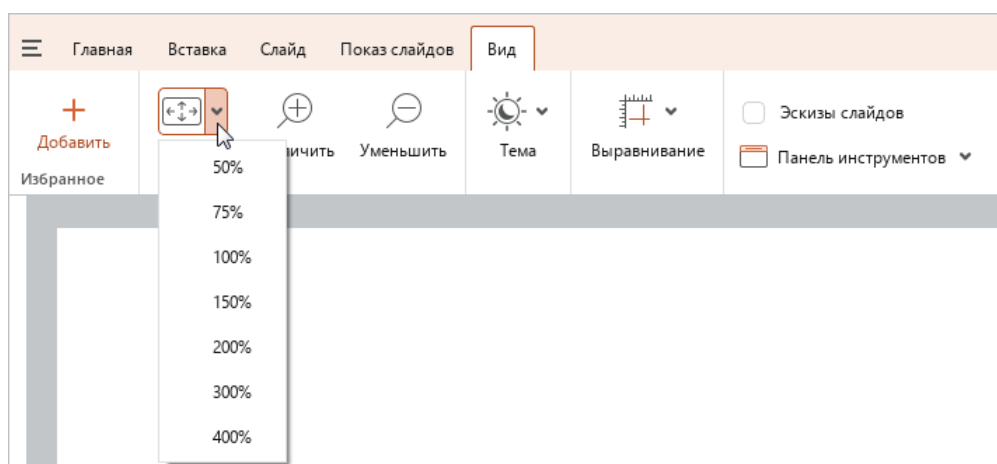 Главная Вставка Слайд Показ слайдов Вид
Добавить
Избранное
Уменьшить
Тема
Выравнивание
Эскизы слайдов
Панель инструментов
50%
75%
100%
150%
200%
300%
400%